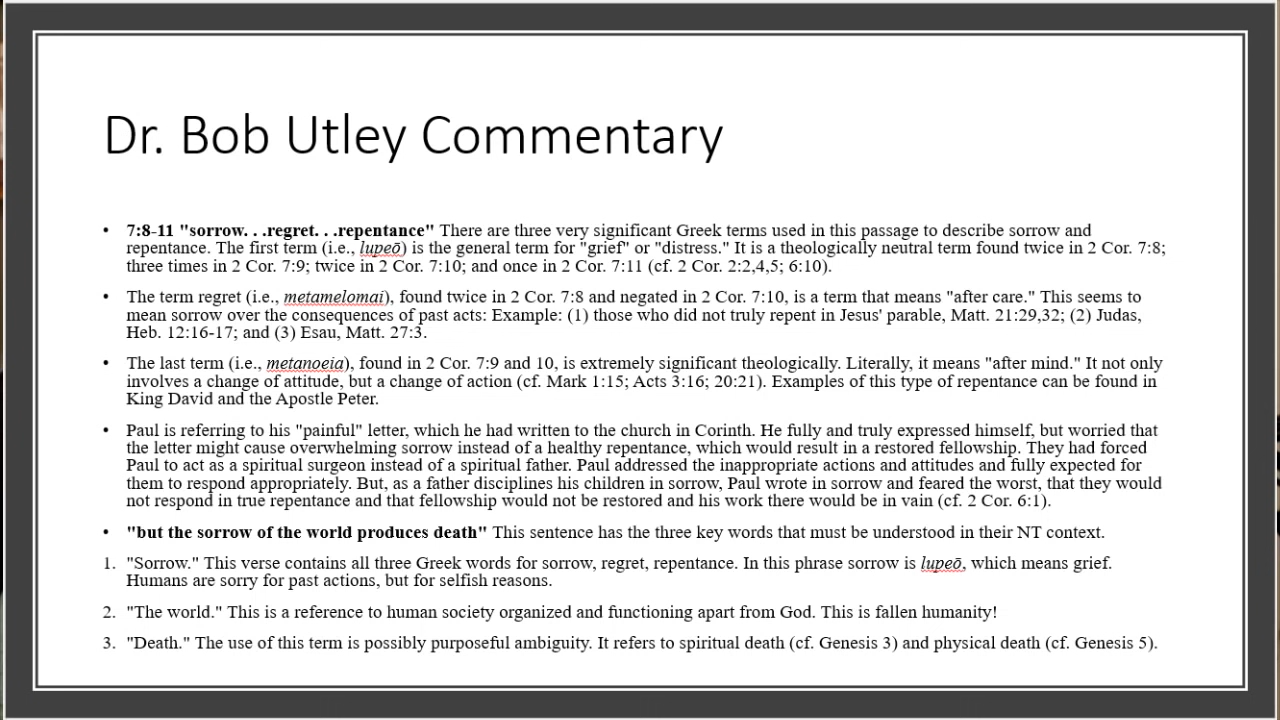 Dr. Bob Utley Commentary
• 7:8-11 "sorrow. . .regret. . .repentance" There are three very significant Greek terms used in this passage to describe sorrow and
repentance. The first term (i.e., lupeō) is the general term for "grief" or "distress." It is a theologically neutral term found twice in 2 Cor. 7:8;
three times in 2 Cor. 7:9; twice in 2 Cor. 7:10; and once in 2 Cor. 7:11 (cf. 2 Cor. 2:2,4,5; 6:10).
• The term regret (i.e., metamelomai), found twice in 2 Cor. 7:8 and negated in 2 Cor. 7:10, is a term that means "after care." This seems to
mean sorrow over the consequences of past acts: Example: (1) those who did not truly repent in Jesus' parable, Matt. 21:29,32; (2) Judas,
Heb. 12:16-17; and (3) Esau, Matt. 27:3.
• The last term (i.e., metanoeia), found in 2 Cor. 7:9 and 10, is extremely significant theologically. Literally, it means "after mind." It not only
involves a change of attitude, but a change of action (cf. Mark 1:15; Acts 3:16; 20:21). Examples of this type of repentance can be found in
King David and the Apostle Peter.
• Paul is referring to his "painful" letter, which he had written to the church in Corinth. He fully and truly expressed himself, but worried that
the letter might cause overwhelming sorrow instead of a healthy repentance, which would result in a restored fellowship. They had forced
Paul to act as a spiritual surgeon instead of a spiritual father. Paul addressed the inappropriate actions and attitudes and fully expected for
them to respond appropriately. But, as a father disciplines his children in sorrow, Paul wrote in sorrow and feared the worst, that they would
not respond in true repentance and that fellowship would not be restored and his work there would be in vain (cf. 2 Cor. 6:1).
• "but the sorrow of the world produces death" This sentence has the three key words that must be understood in their NT context.
1. "Sorrow." This verse contains all three Greek words for sorrow, regret, repentance. In this phrase sorrow is lupeō, which means grief.
Humans are sorry for past actions, but for selfish reasons.
2. "The world." This is a reference to human society organized and functioning apart from God. This is fallen humanity!
3. "Death." The use of this term is possibly purposeful ambiguity. It refers to spiritual death (cf. Genesis 3) and physical death (cf. Genesis 5).